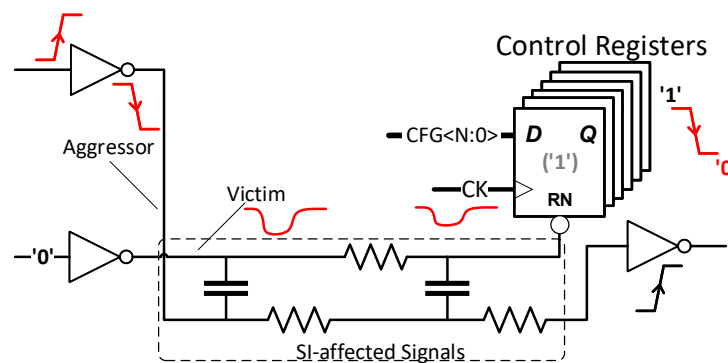 Control Registers
'1'
CFG<N:0>
D
Q
('1')
'0'
Aggressor
CK
RN
Victim
'0'
SI-affected Signals